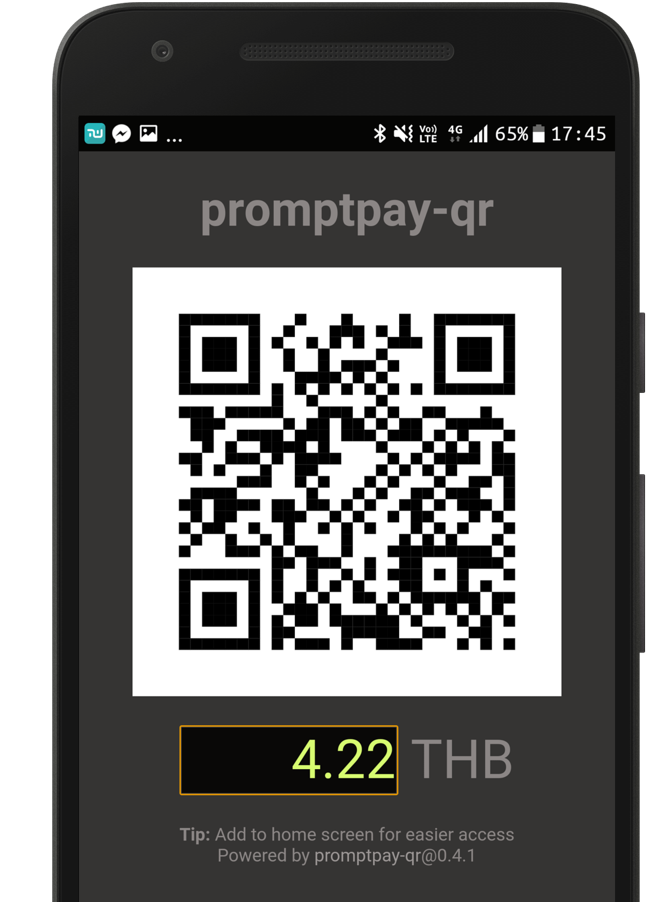 ... Vo)) LTE 4G 65% 17:45
promptpay-qr
4.22 THB
Tip: Add to home screen for easier access
Powered by promptpay-qr@0.4.1